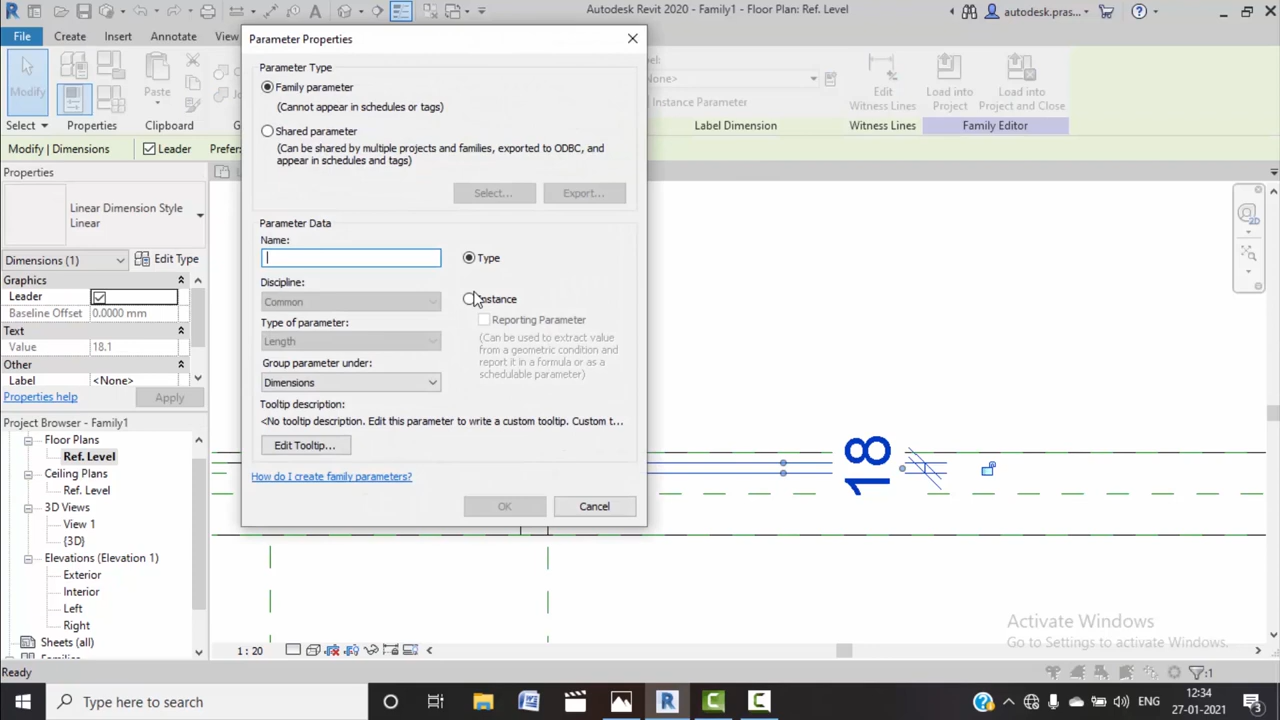 Autodesk Revit 2020 - Family1 - Floor Plan: Ref. Level
autodesk.pras...
File
Create
Insert
Annotate
View
Modify
Paste
Select
Properties
Clipboard
None>
Instance Parameter
Label Dimension
Edit
Witness Lines
Witness Lines
Load into
Project
Load into
Project and Close
Family Editor
Modify | Dimensions
Leader
Prefer:
Properties
Linear Dimension Style
Linear
Dimensions (1)
Edit Type
Graphics
Leader
Baseline Offset
0.0000 mm
Text
Value
18.1
Other
Label
<None>
Properties help
Apply
Project Browser - Family1
Floor Plans
Ref. Level
Ceiling Plans
Ref. Level
3D Views
View 1
{3D}
Elevations (Elevation 1)
Exterior
Interior
Left
Right
Sheets (all)
Parameter Properties
Parameter Type
Family parameter
(Cannot appear in schedules or tags)
Shared parameter
(Can be shared by multiple projects and families, exported to ODBC, and
appear in schedules and tags)
Select...
Export...
Parameter Data
Name:
Type
Discipline:
Common
Instance
Type of parameter:
Length
Reporting Parameter
(Can be used to extract value
from a geometric condition and
report it in a formula or as a
schedulable parameter)
Group parameter under:
Dimensions
Tooltip description:
<No tooltip description. Edit this parameter to write a custom tooltip. Custom t...
Edit Tooltip...
How do I create family parameters?
OK
Cancel
18
2D
1 : 20
Activate Windows
Go to Settings to activate Windows.
Ready
:1
Type here to search
ENG
12:34
27-01-2021
3